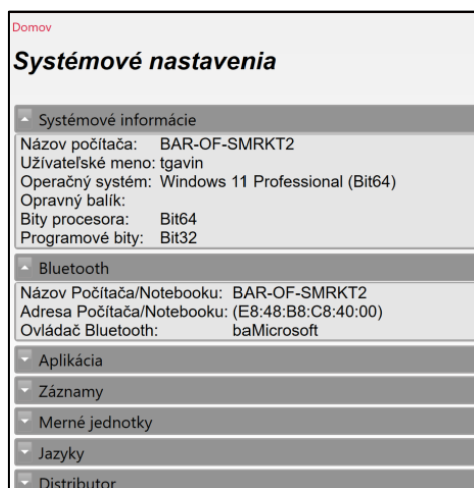 Domov
Systémové nastavenia
Systémové informácie
Názov počítača: BAR-OF-SMRKT2
Užívateľské meno: tgavin
Operačný systém: Windows 11 Professional (Bit64)
Opravný balík:
Bity procesora: Bit64
Programové bity: Bit32
Bluetooth
Názov Počítača/Notebooku: BAR-OF-SMRKT2
Adresa Počítača/Notebooku: (E8:48:B8:C8:40:00)
Ovládač Bluetooth: baMicrosoft
Aplikácia
Záznamy
Merné jednotky
Jazyky
Distributor